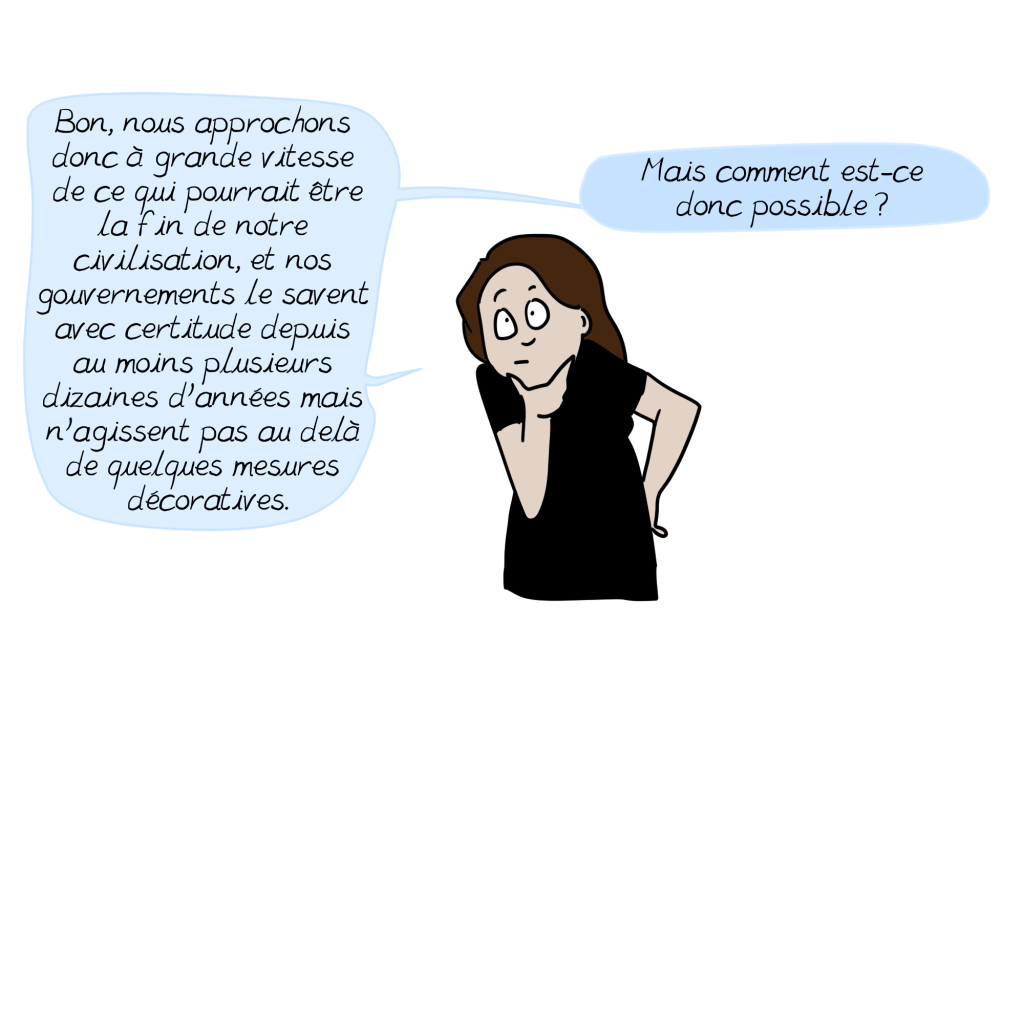 Bon, nous approchons
donc à grande vitesse
de ce qui pourrait être
la fin de notre
civilisation, et nos
gouvernements le savent
avec certitude depuis
au moins plusieurs
dizaines d'années mais
n'agissent pas au delà
de quelques mesures
décoratives.
Mais comment est-ce
donc possible ?